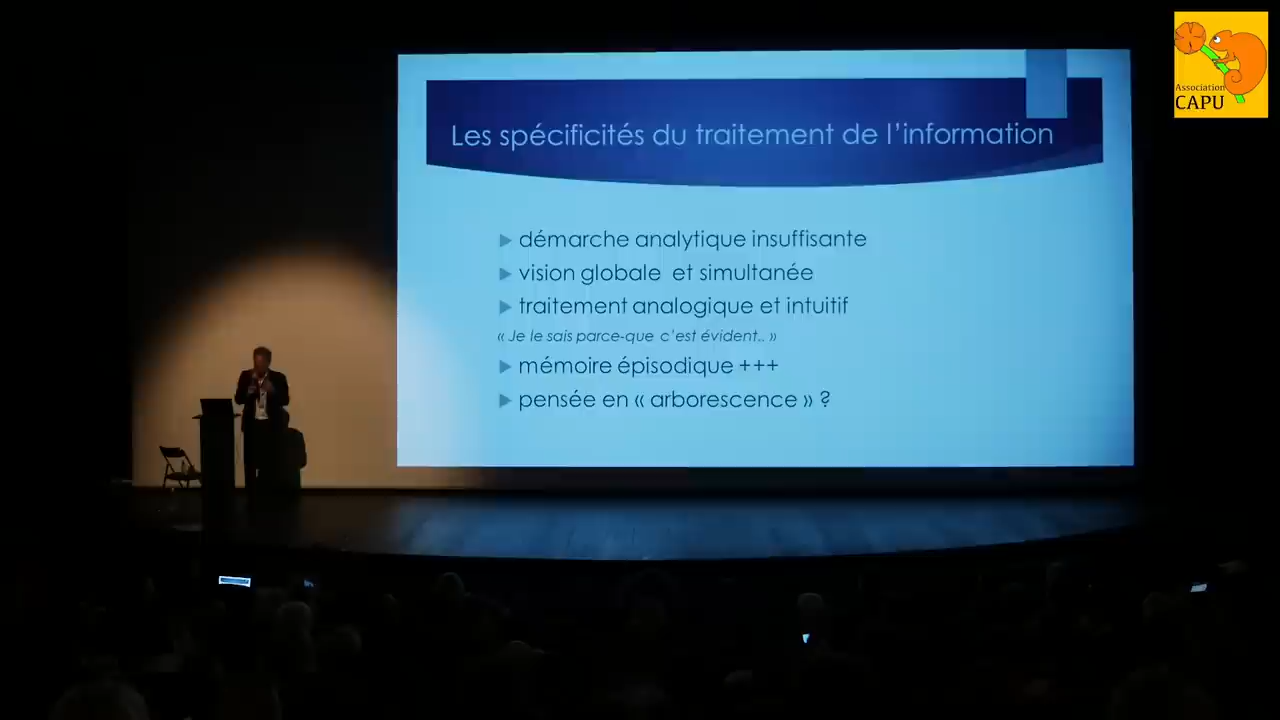 Association
CAPU
Les spécificités du traitement de l'information
démarche analytique insuffisante
vision globale et simultanée
traitement analogique et intuitif
« Je le sais parce-que c'est évident.. »
mémoire épisodique +++
pensée en « arborescence » ?